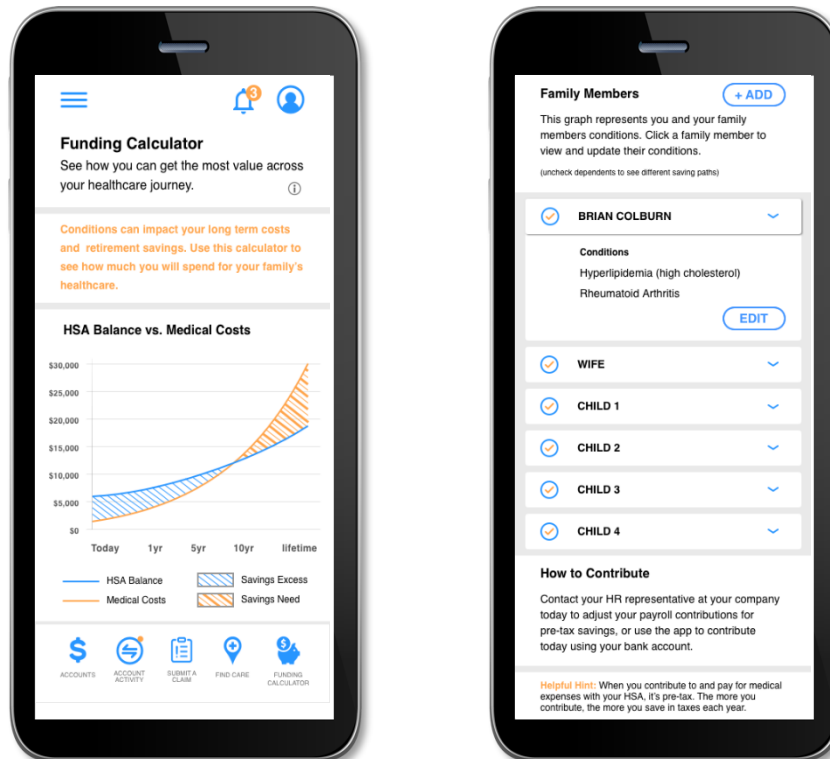 3
Funding Calculator
See how you can get the most value across
your healthcare journey.
Conditions can impact your long term costs
and retirement savings. Use this calculator to
see how much you will spend for your family's
healthcare.
HSA Balance vs. Medical Costs
$30,000
$25,000
$20,000
$15,000
$10,000
$5,000
$0
Today 1yr 5yr 10yr lifetime
HSA Balance Savings Excess
Medical Costs Savings Need
ACCOUNTS
ACCOUNT
ACTIVITY
SUBMIT A
CLAIM
FIND CARE
FUNDING
CALCULATOR
Family Members
+ ADD
This graph represents you and your family
members conditions. Click a family member to
view and update their conditions.
(uncheck dependents to see different saving paths)
BRIAN COLBURN
Conditions
Hyperlipidemia (high cholesterol)
Rheumatoid Arthritis
EDIT
WIFE
CHILD 1
CHILD 2
CHILD 3
CHILD 4
How to Contribute
Contact your HR representative at your company
today to adjust your payroll contributions for
pre-tax savings, or use the app to contribute
today using your bank account.
Helpful Hint: When you contribute to and pay for medical
expenses with your HSA, it's pre-tax. The more you
contribute, the more you save in taxes each year.